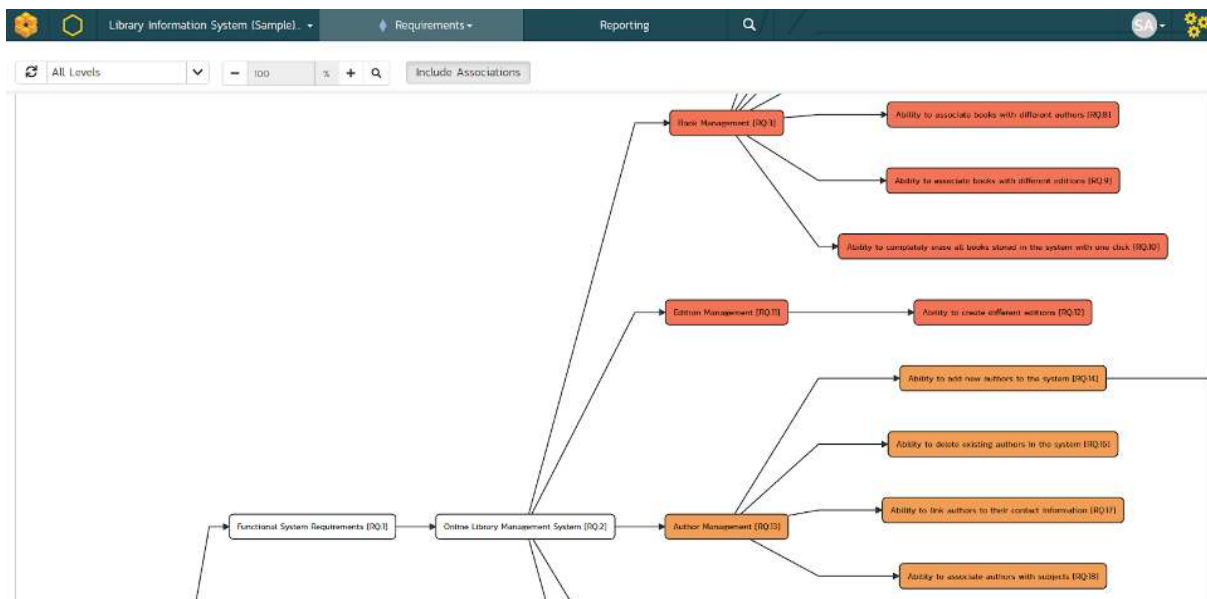 Library Information System (Sample)..
Requirements
Reporting
SA
All Levels
100
%
Include Associations
Book Management [RQ:3]
Ability to associate books with different authors [RQ:8]
Ability to associate books with different editions [RQ:9]
Ability to completely erase all books stored in the system with one click [RQ:10]
Edition Management [RQ:11]
Ability to create different editions [RQ:12]
Ability to add new authors to the system [RQ:14]
Ability to delete existing authors in the system [RQ:16]
Functional System Requirements [RQ:1]
Online Library Management System [RQ:2]
Author Management [RQ:13]
Ability to link authors to their contact information [RQ:17]
Ability to associate authors with subjects [RQ:18]